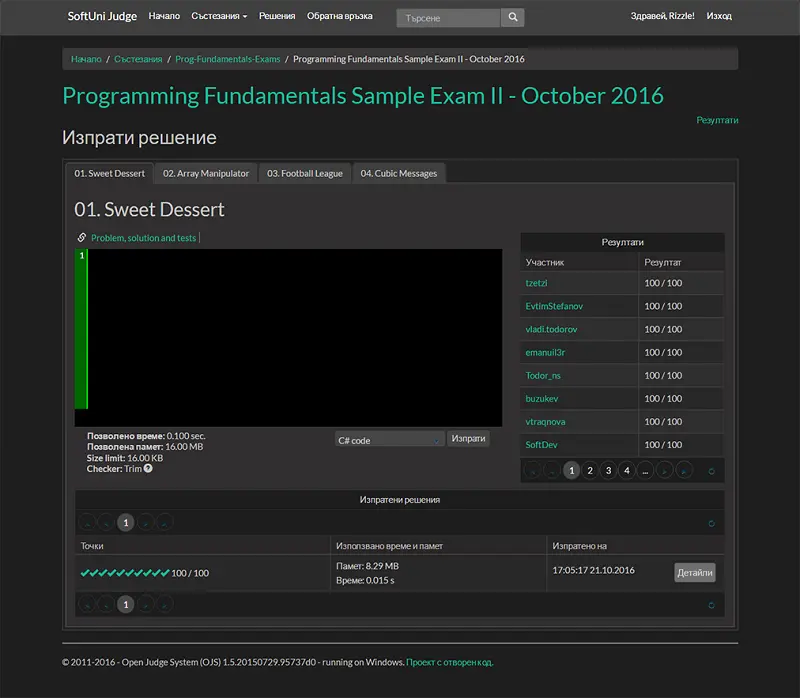 SoftUni Judge Начало Състезания Решения Обратна връзка Търсене Здравей, Rizzle! Изход
Начало / Състезания / Prog-Fundamentals-Exams / Programming Fundamentals Sample Exam II - October 2016
Programming Fundamentals Sample Exam II - October 2016
Резултати
Изпрати решение
01. Sweet Dessert 02. Array Manipulator 03. Football League 04. Cubic Messages
01. Sweet Dessert
Problem, solution and tests
1
Позволено време: 0.100 sec.
Позволена памет: 16.00 MB
Size limit: 16.00 KB
Checker: Trim ?
C# code Изпрати
Резултати
Участник Резултат
tzetzi 100 / 100
EvtimStefanov 100 / 100
vladi.todorov 100 / 100
emanuil3r 100 / 100
Todor_ns 100 / 100
buzukev 100 / 100
vtraqnova 100 / 100
SoftDev 100 / 100
1 2 3 4 ...
Изпратени решения
1
Точки Използвано време и памет Изпратено на
100 / 100 Памет: 8.29 MB 17:05:17 21.10.2016 Детайли
Време: 0.015 s
1
© 2011-2016 - Open Judge System (OJS) 1.5.20150729.95737d0 - running on Windows. Проект с отворен код.